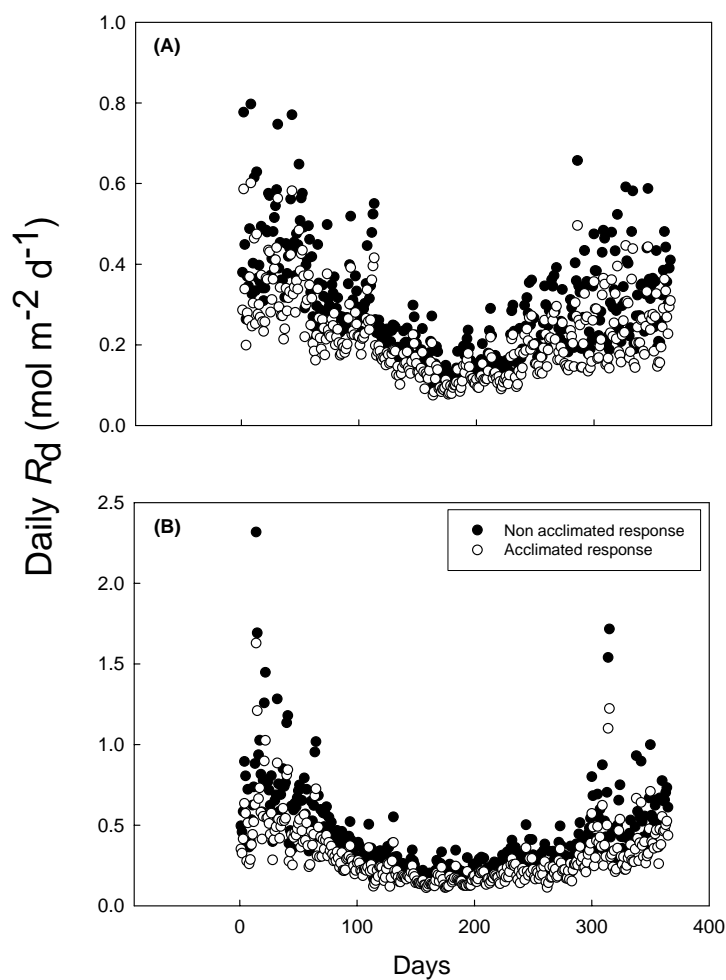 (A)
1.0
0.8
0.6
0.4
0.2
0.0
Daily Rd (mol m-2 d-1)
(B)
Non acclimated response
Acclimated response
2.5
2.0
1.5
1.0
0.5
0.0
0 100 200 300 400
Days